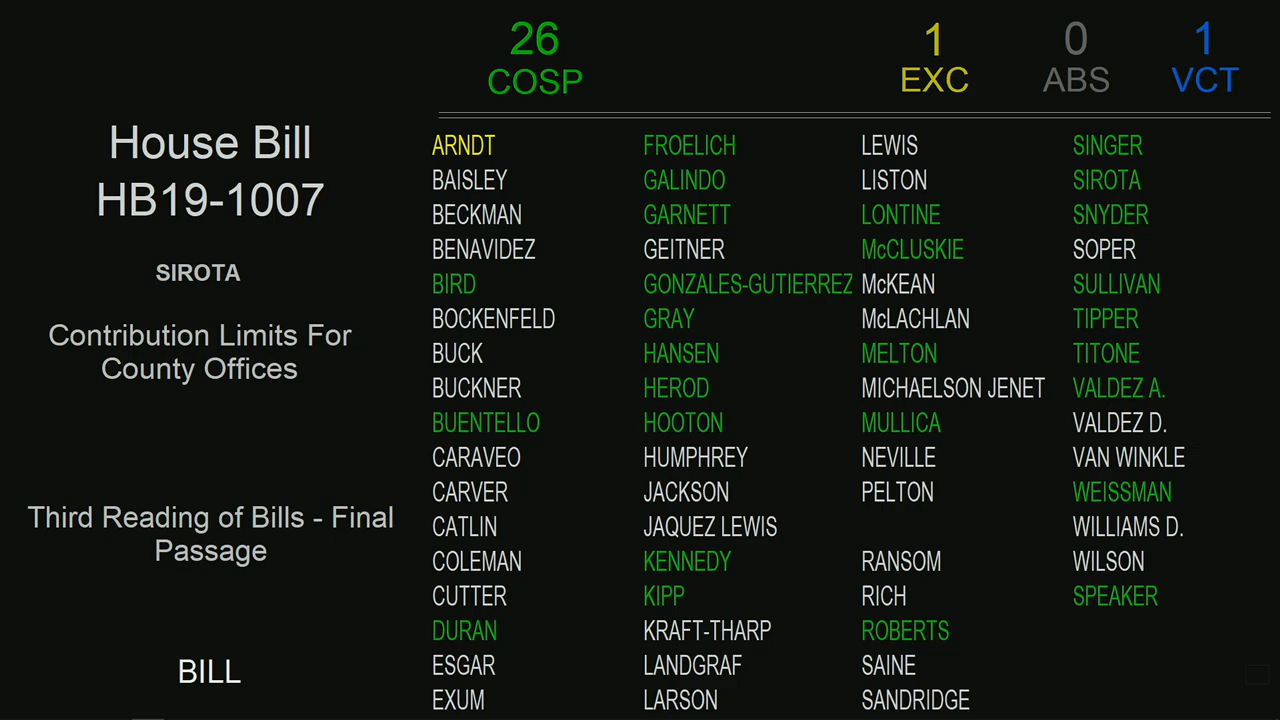 26 1 0 1
COSP EXC ABS VCT
House Bill
HB19-1007
SIROTA
Contribution Limits For
County Offices
Third Reading of Bills - Final
Passage
BILL
ARNDT
BAISLEY
BECKMAN
BENAVIDEZ
BIRD
BOCKENFELD
BUCK
BUCKNER
BUENTELLO
CARAVEO
CARVER
CATLIN
COLEMAN
CUTTER
DURAN
ESGAR
EXUM
FROELICH
GALINDO
GARNETT
GEITNER
GONZALES-GUTIERREZ
GRAY
HANSEN
HEROD
HOOTON
HUMPHREY
JACKSON
JAQUEZ LEWIS
KENNEDY
KIPP
KRAFT-THARP
LANDGRAF
LARSON
LEWIS
LISTON
LONTINE
McCLUSKIE
McKEAN
McLACHLAN
MELTON
MICHAELSON JENET
MULLICA
NEVILLE
PELTON
RANSOM
RICH
ROBERTS
SAINE
SANDRIDGE
SINGER
SIROTA
SNYDER
SOPER
SULLIVAN
TIPPER
TITONE
VALDEZ A.
VALDEZ D.
VAN WINKLE
WEISSMAN
WILLIAMS D.
WILSON
SPEAKER